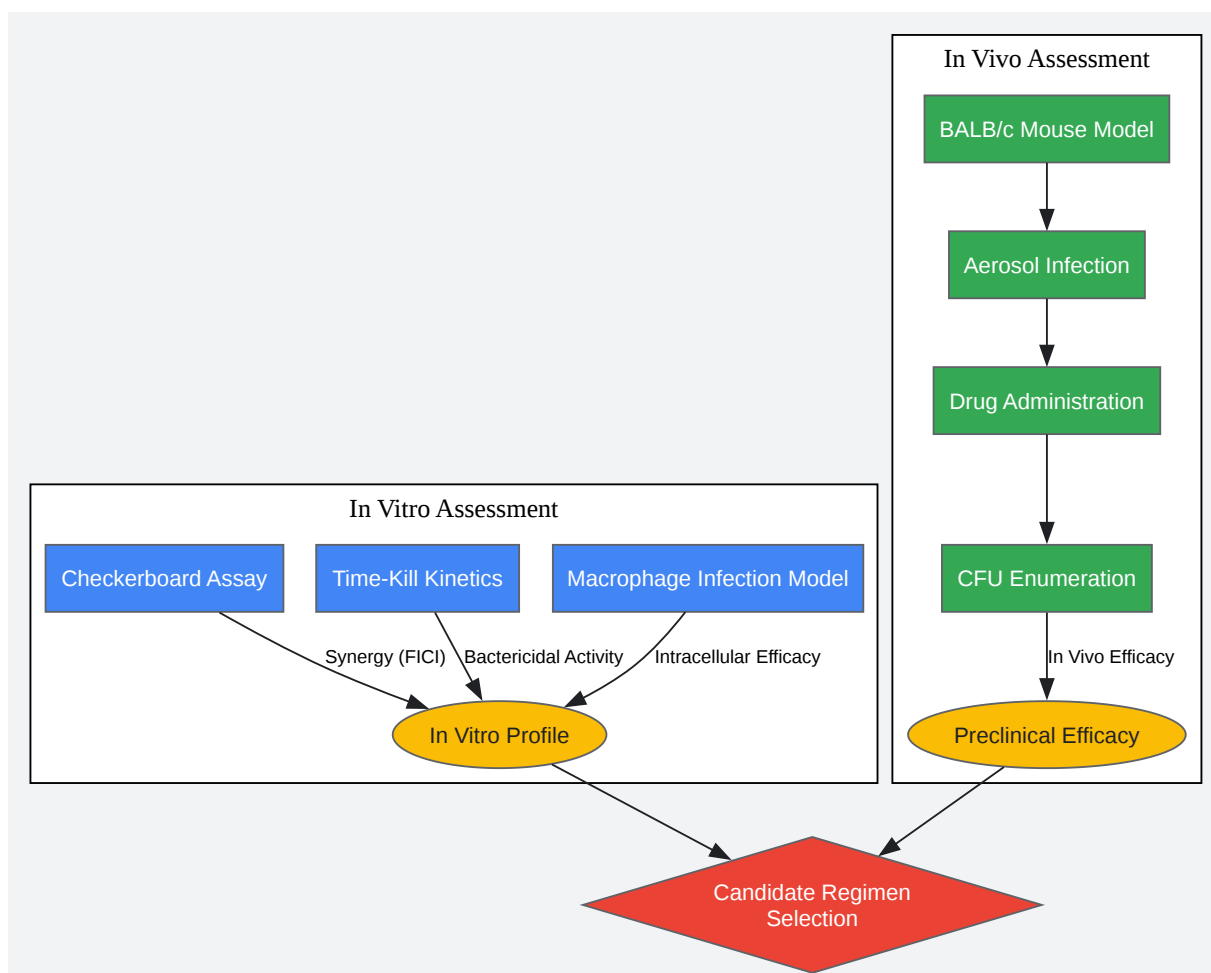 In Vivo Assessment
BALB/c Mouse Model
Aerosol Infection
Drug Administration
In Vitro Assessment
Checkerboard Assay
Time-Kill Kinetics
Macrophage Infection Model
CFU Enumeration
Synergy (FICI)
Bactericidal Activity
Intracellular Efficacy
In Vivo Efficacy
In Vitro Profile
Preclinical Efficacy
Candidate Regimen
Selection